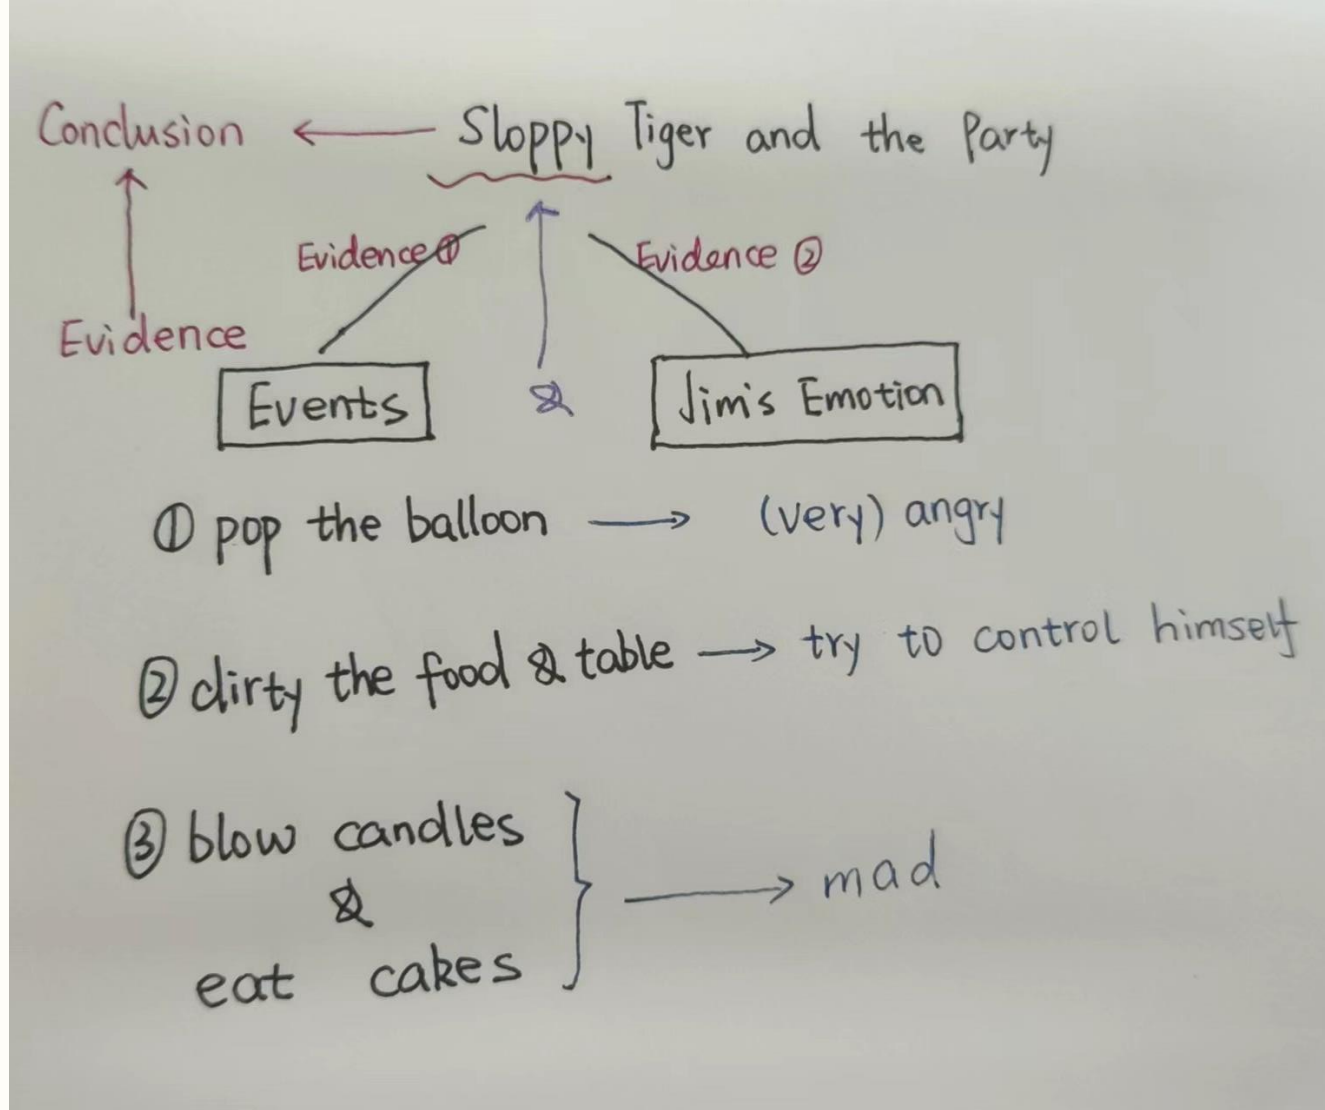 Conclusion ← Sloppy Tiger and the Party
Evidence ① Evidence ②
Evidence
Events & Jim's Emotion
① pop the balloon → (very) angry
② dirty the food & table → try to control himself
③ blow candles
&
eat cakes
→ mad